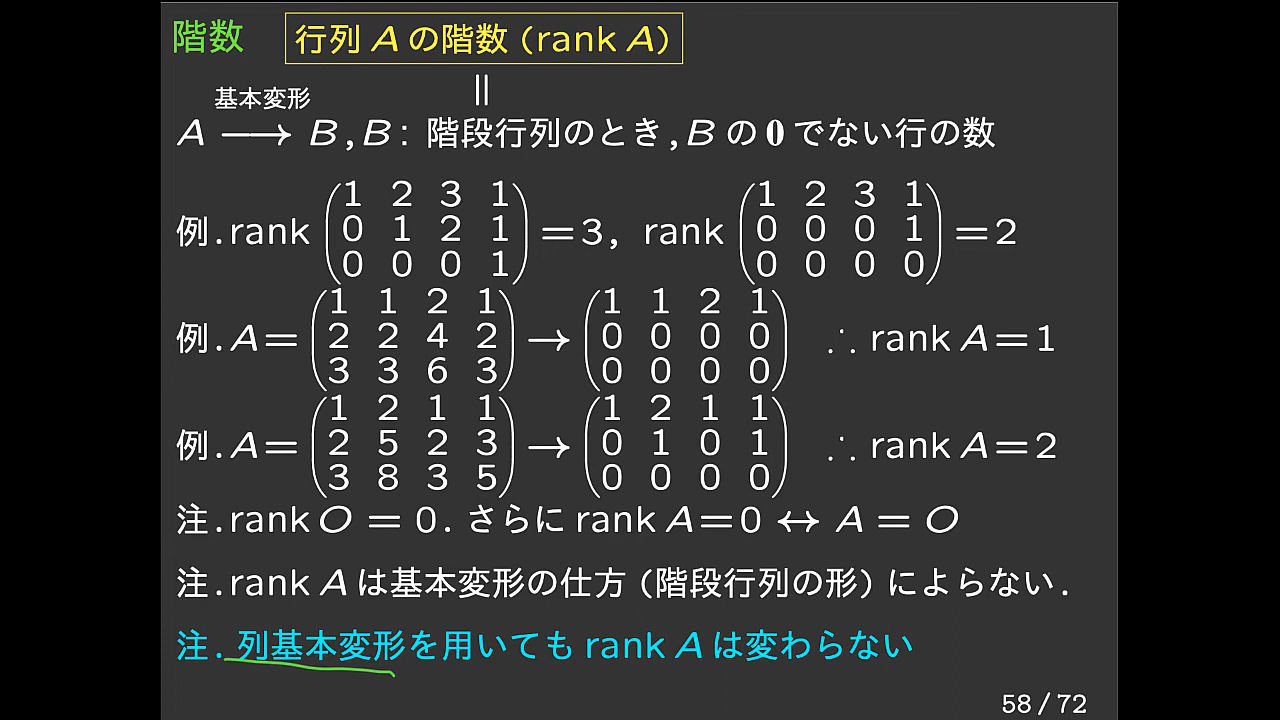 階数 行列 A の階数 (rank A)
||
基本変形
A ⟶ B, B : 階段行列のとき, B の 0 でない行の数
1 2 3 1 1 2 3 1
例. rank 0 1 2 1 = 3, rank 0 0 0 1 = 2
0 0 0 1 0 0 0 0
1 1 2 1 1 1 2 1
例. A = 2 2 4 2 → 0 0 0 0 ∴ rank A = 1
3 3 6 3 0 0 0 0
1 2 1 1 1 2 1 1
例. A = 2 5 2 3 → 0 1 0 1 ∴ rank A = 2
3 8 3 5 0 0 0 0
注. rank O = 0. さらに rank A = 0 ↔ A = O
注. rank A は基本変形の仕方 (階段行列の形) によらない.
注. 列基本変形を用いても rank A は変わらない
58 / 72